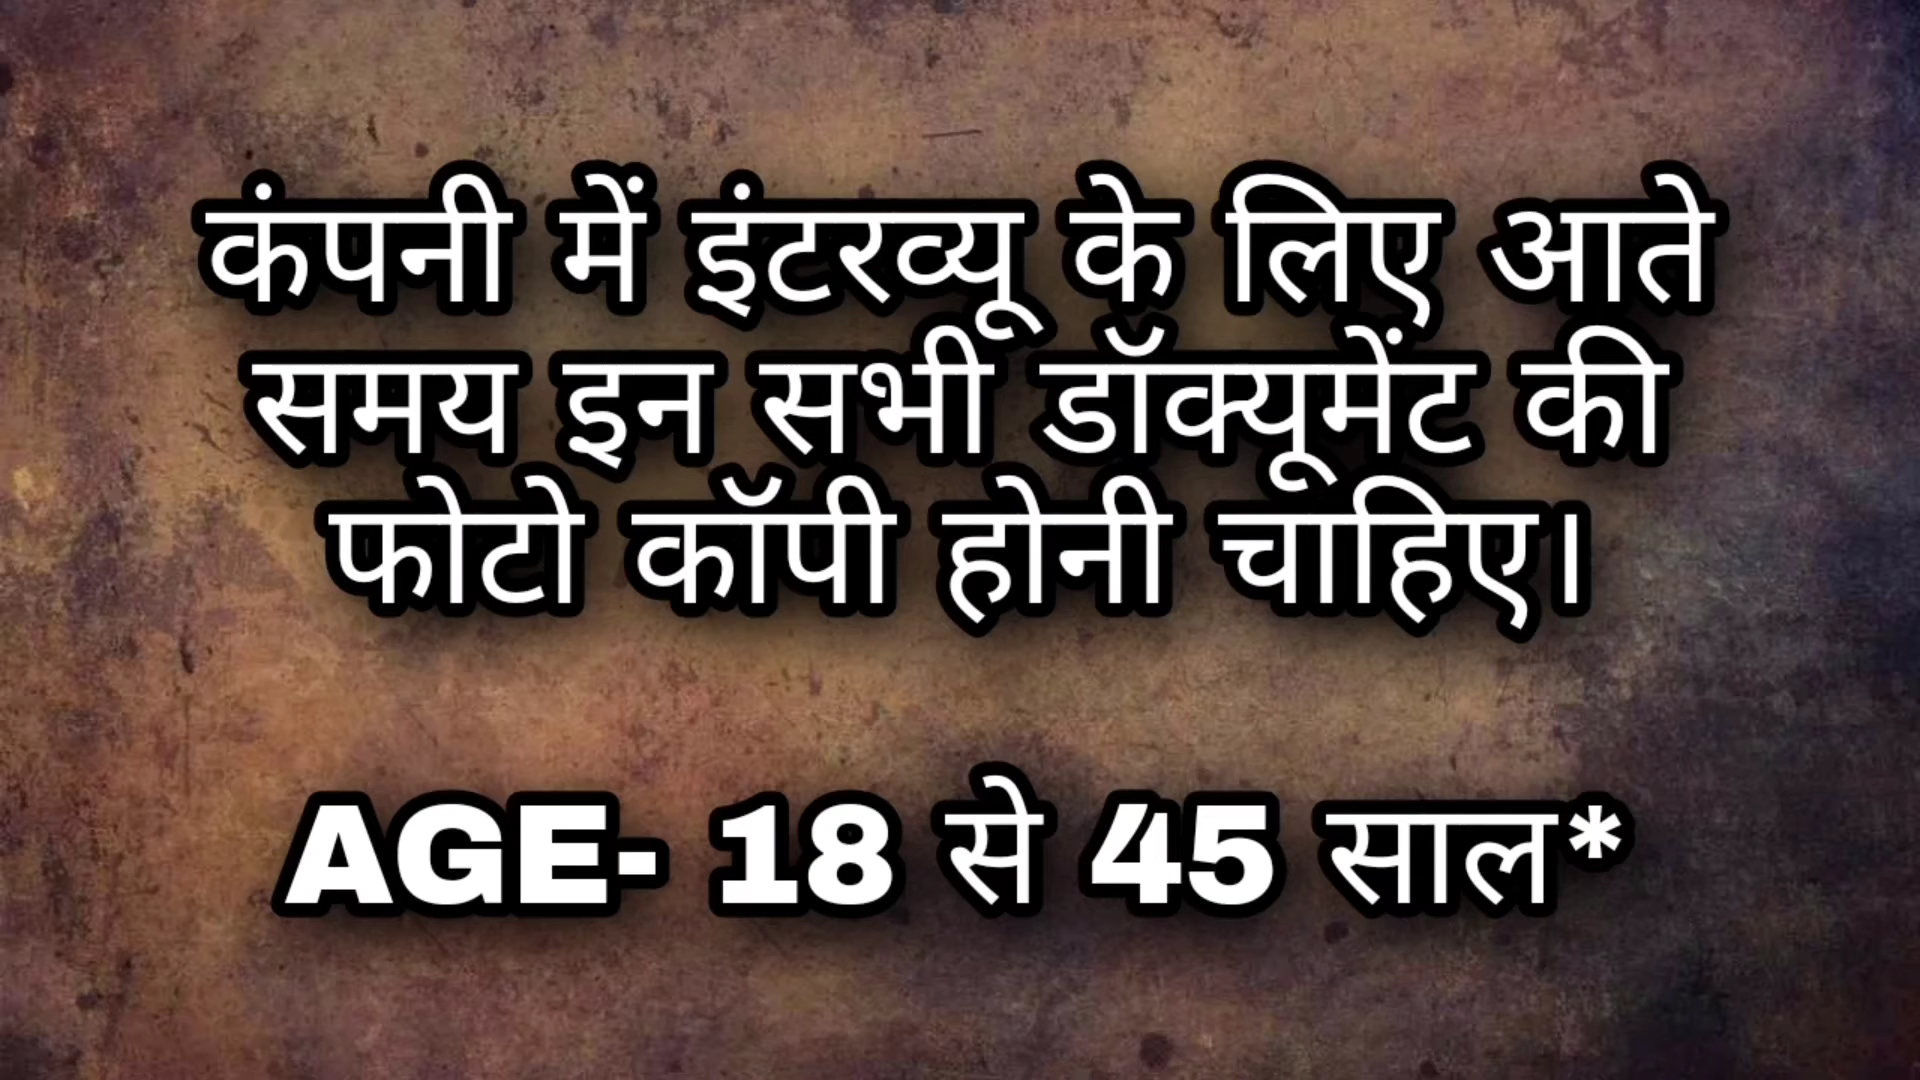 कंपनी में इंटरव्यू के लिए आते
समय इन सभी डॉक्यूमेंट की
फोटो कॉपी होनी चाहिए।
AGE- 18 से 45 साल*